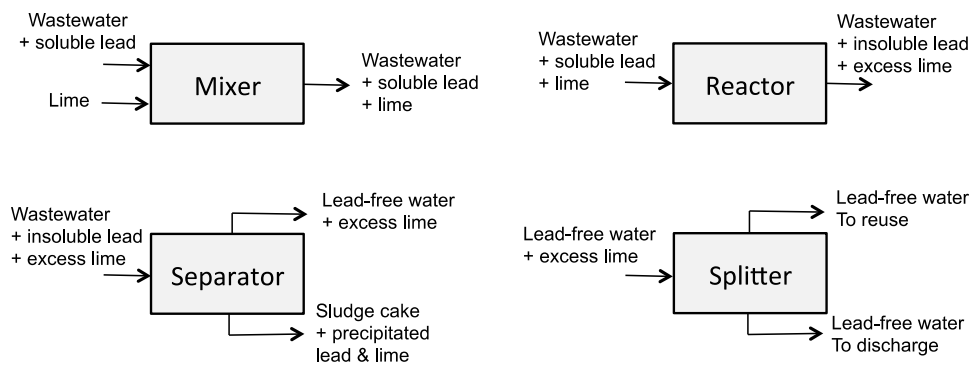 Wastewater
+ soluble lead
Lime
Mixer
Wastewater
+ soluble lead
+ lime
Wastewater
+ soluble lead
+ lime
Reactor
Wastewater
+ insoluble lead
+ excess lime
Wastewater
+ insoluble lead
+ excess lime
Separator
Lead-free water
+ excess lime
Sludge cake
+ precipitated
lead & lime
Lead-free water
+ excess lime
Splitter
Lead-free water
To reuse
Lead-free water
To discharge